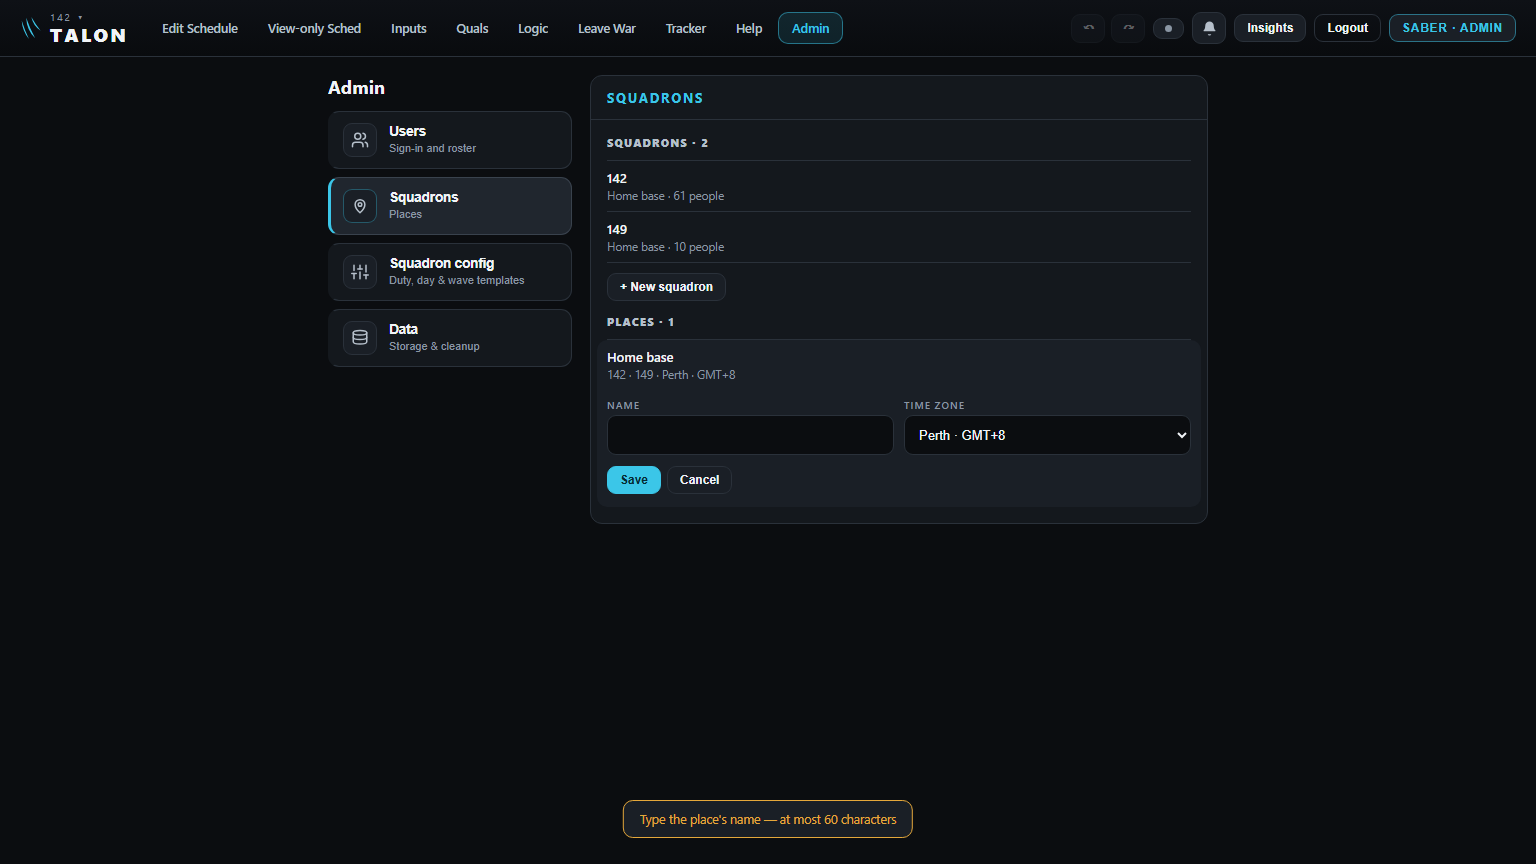 142 ▾
TALON
Edit Schedule
View-only Sched
Inputs
Quals
Logic
Leave War
Tracker
Help
Admin
Insights
Logout
SABER · ADMIN
Admin
Users
Sign-in and roster
Squadrons
Places
Squadron config
Duty, day & wave templates
Data
Storage & cleanup
SQUADRONS
SQUADRONS · 2
142
Home base · 61 people
149
Home base · 10 people
+ New squadron
PLACES · 1
Home base
142 · 149 · Perth · GMT+8
NAME
TIME ZONE
Perth · GMT+8
Save
Cancel
Type the place's name — at most 60 characters